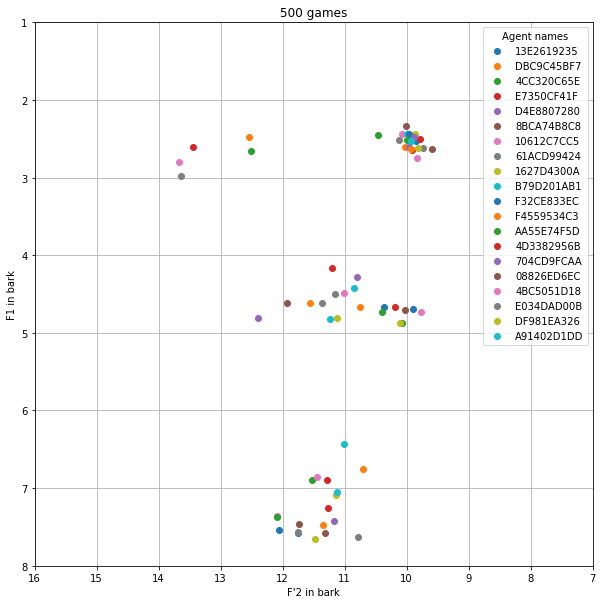 500 games
Agent names
13E2619235
DBC9C45BF7
4CC320C65E
E7350CF41F
D4E8807280
8BCA74B8C8
10612C7CC5
61ACD99424
1627D4300A
B79D201AB1
F32CE833EC
F4559534C3
AA55E74F5D
4D3382956B
704CD9FCAA
08826ED6EC
4BC5051D18
E034DAD00B
DF981EA326
A91402D1DD
F1 in bark
1
2
3
4
5
6
7
8
16 15 14 13 12 11 10 9 8 7
F'2 in bark